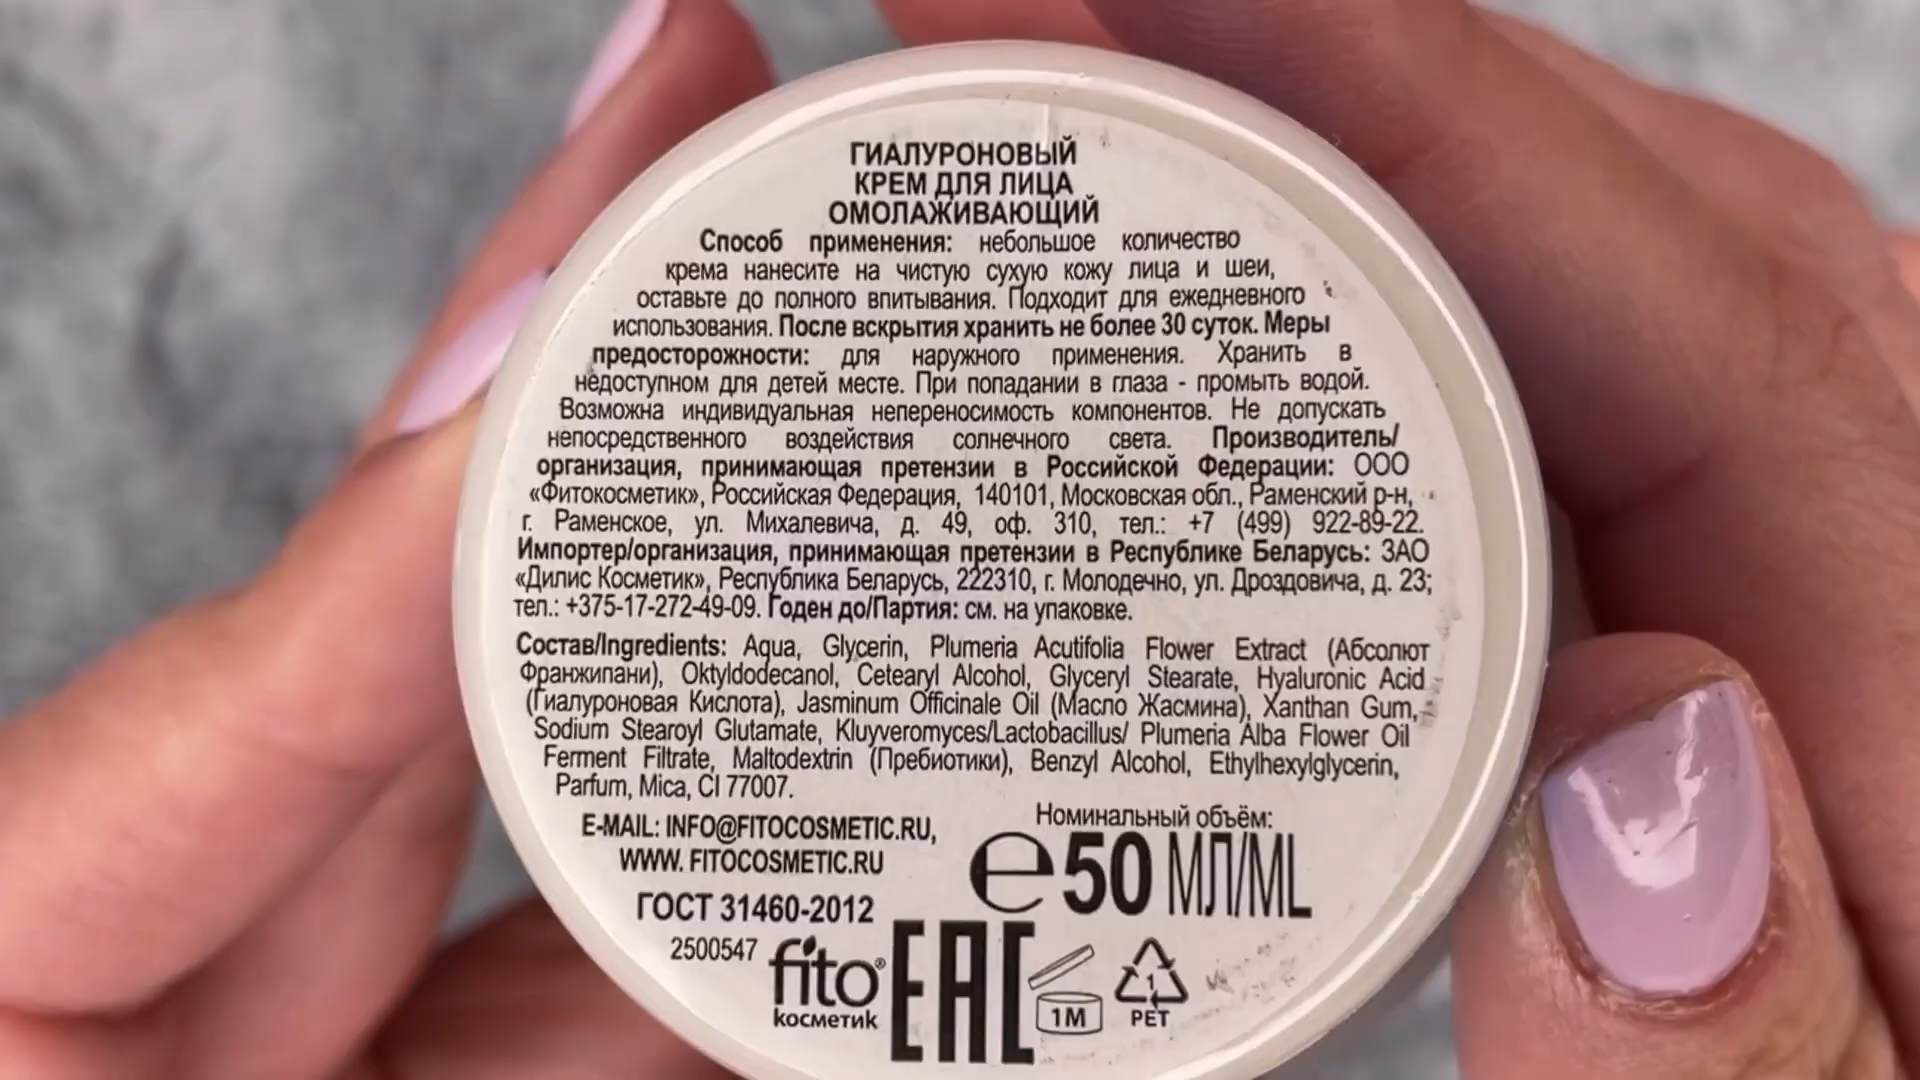 ГИАЛУРОНОВЫЙ
КРЕМ ДЛЯ ЛИЦА
ОМОЛАЖИВАЮЩИЙ
Способ применения: небольшое количество
крема нанесите на чистую сухую кожу лица и шеи,
оставьте до полного впитывания. Подходит для ежедневного
использования. После вскрытия хранить не более 30 суток. Меры
предосторожности: для наружного применения. Хранить в
недоступном для детей месте. При попадании в глаза - промыть водой.
Возможна индивидуальная непереносимость компонентов. Не допускать
непосредственного воздействия солнечного света. Производитель/
организация, принимающая претензии в Российской Федерации: ООО
«Фитокосметик», Российская Федерация, 140101, Московская обл., Раменский р-н,
г. Раменское, ул. Михалевича, д. 49, оф. 310, тел.: +7 (499) 922-89-22.
Импортер/организация, принимающая претензии в Республике Беларусь: ЗАО
«Дилис Косметик», Республика Беларусь, 222310, г. Молодечно, ул. Дроздовича, д. 23;
тел.: +375-17-272-49-09. Годен до/Партия: см. на упаковке.
Состав/Ingredients: Aqua, Glycerin, Plumeria Acutifolia Flower Extract (Абсолют
Франжипани), Oktyldodecanol, Cetearyl Alcohol, Glyceryl Stearate, Hyaluronic Acid
(Гиалуроновая Кислота), Jasminum Officinale Oil (Масло Жасмина), Xanthan Gum,
Sodium Stearoyl Glutamate, Kluyveromyces/Lactobacillus/ Plumeria Alba Flower Oil
Ferment Filtrate, Maltodextrin (Пребиотики), Benzyl Alcohol, Ethylhexylglycerin,
Parfum, Mica, CI 77007.
E-MAIL: INFO@FITOCOSMETIC.RU,
WWW. FITOCOSMETIC.RU
Номинальный объём:
℮ 50 МЛ/ML
ГОСТ 31460-2012
2500547
fito®
косметик
EAC
1M
1
PET